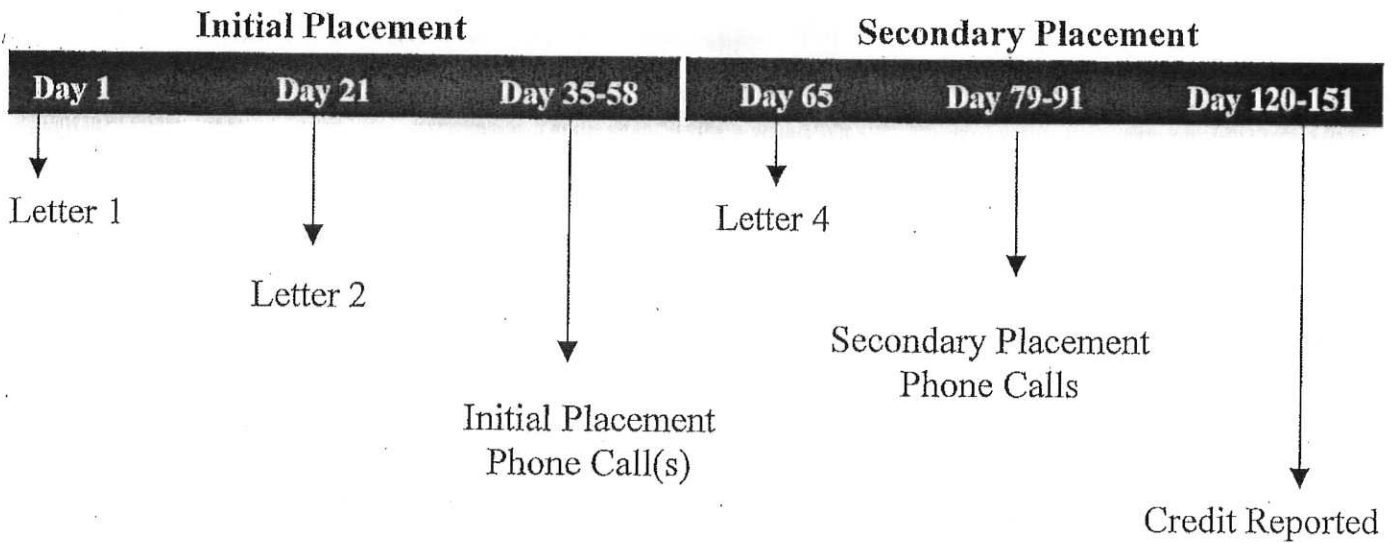 Initial Placement
Secondary Placement
Day 1
Day 21
Day 35-58
Day 65
Day 79-91
Day 120-151
Letter 1
Letter 4
Letter 2
Secondary Placement
Phone Calls
Initial Placement
Phone Call(s)
Credit Reported